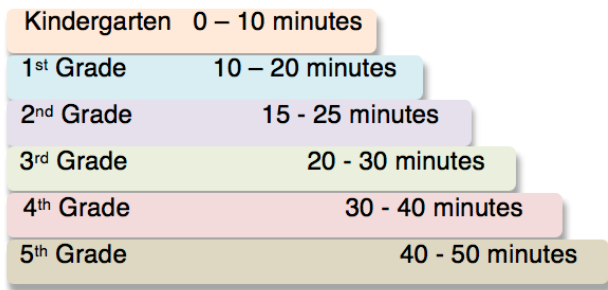 Kindergarten 0 – 10 minutes
1st Grade 10 – 20 minutes
2nd Grade 15 - 25 minutes
3rd Grade 20 - 30 minutes
4th Grade 30 - 40 minutes
5th Grade 40 - 50 minutes